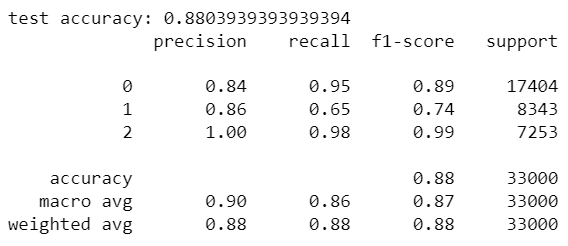 test accuracy: 0.8803939393939394
precision recall f1-score support
0 0.84 0.95 0.89 17404
1 0.86 0.65 0.74 8343
2 1.00 0.98 0.99 7253
accuracy 0.88 33000
macro avg 0.90 0.86 0.87 33000
weighted avg 0.88 0.88 0.88 33000